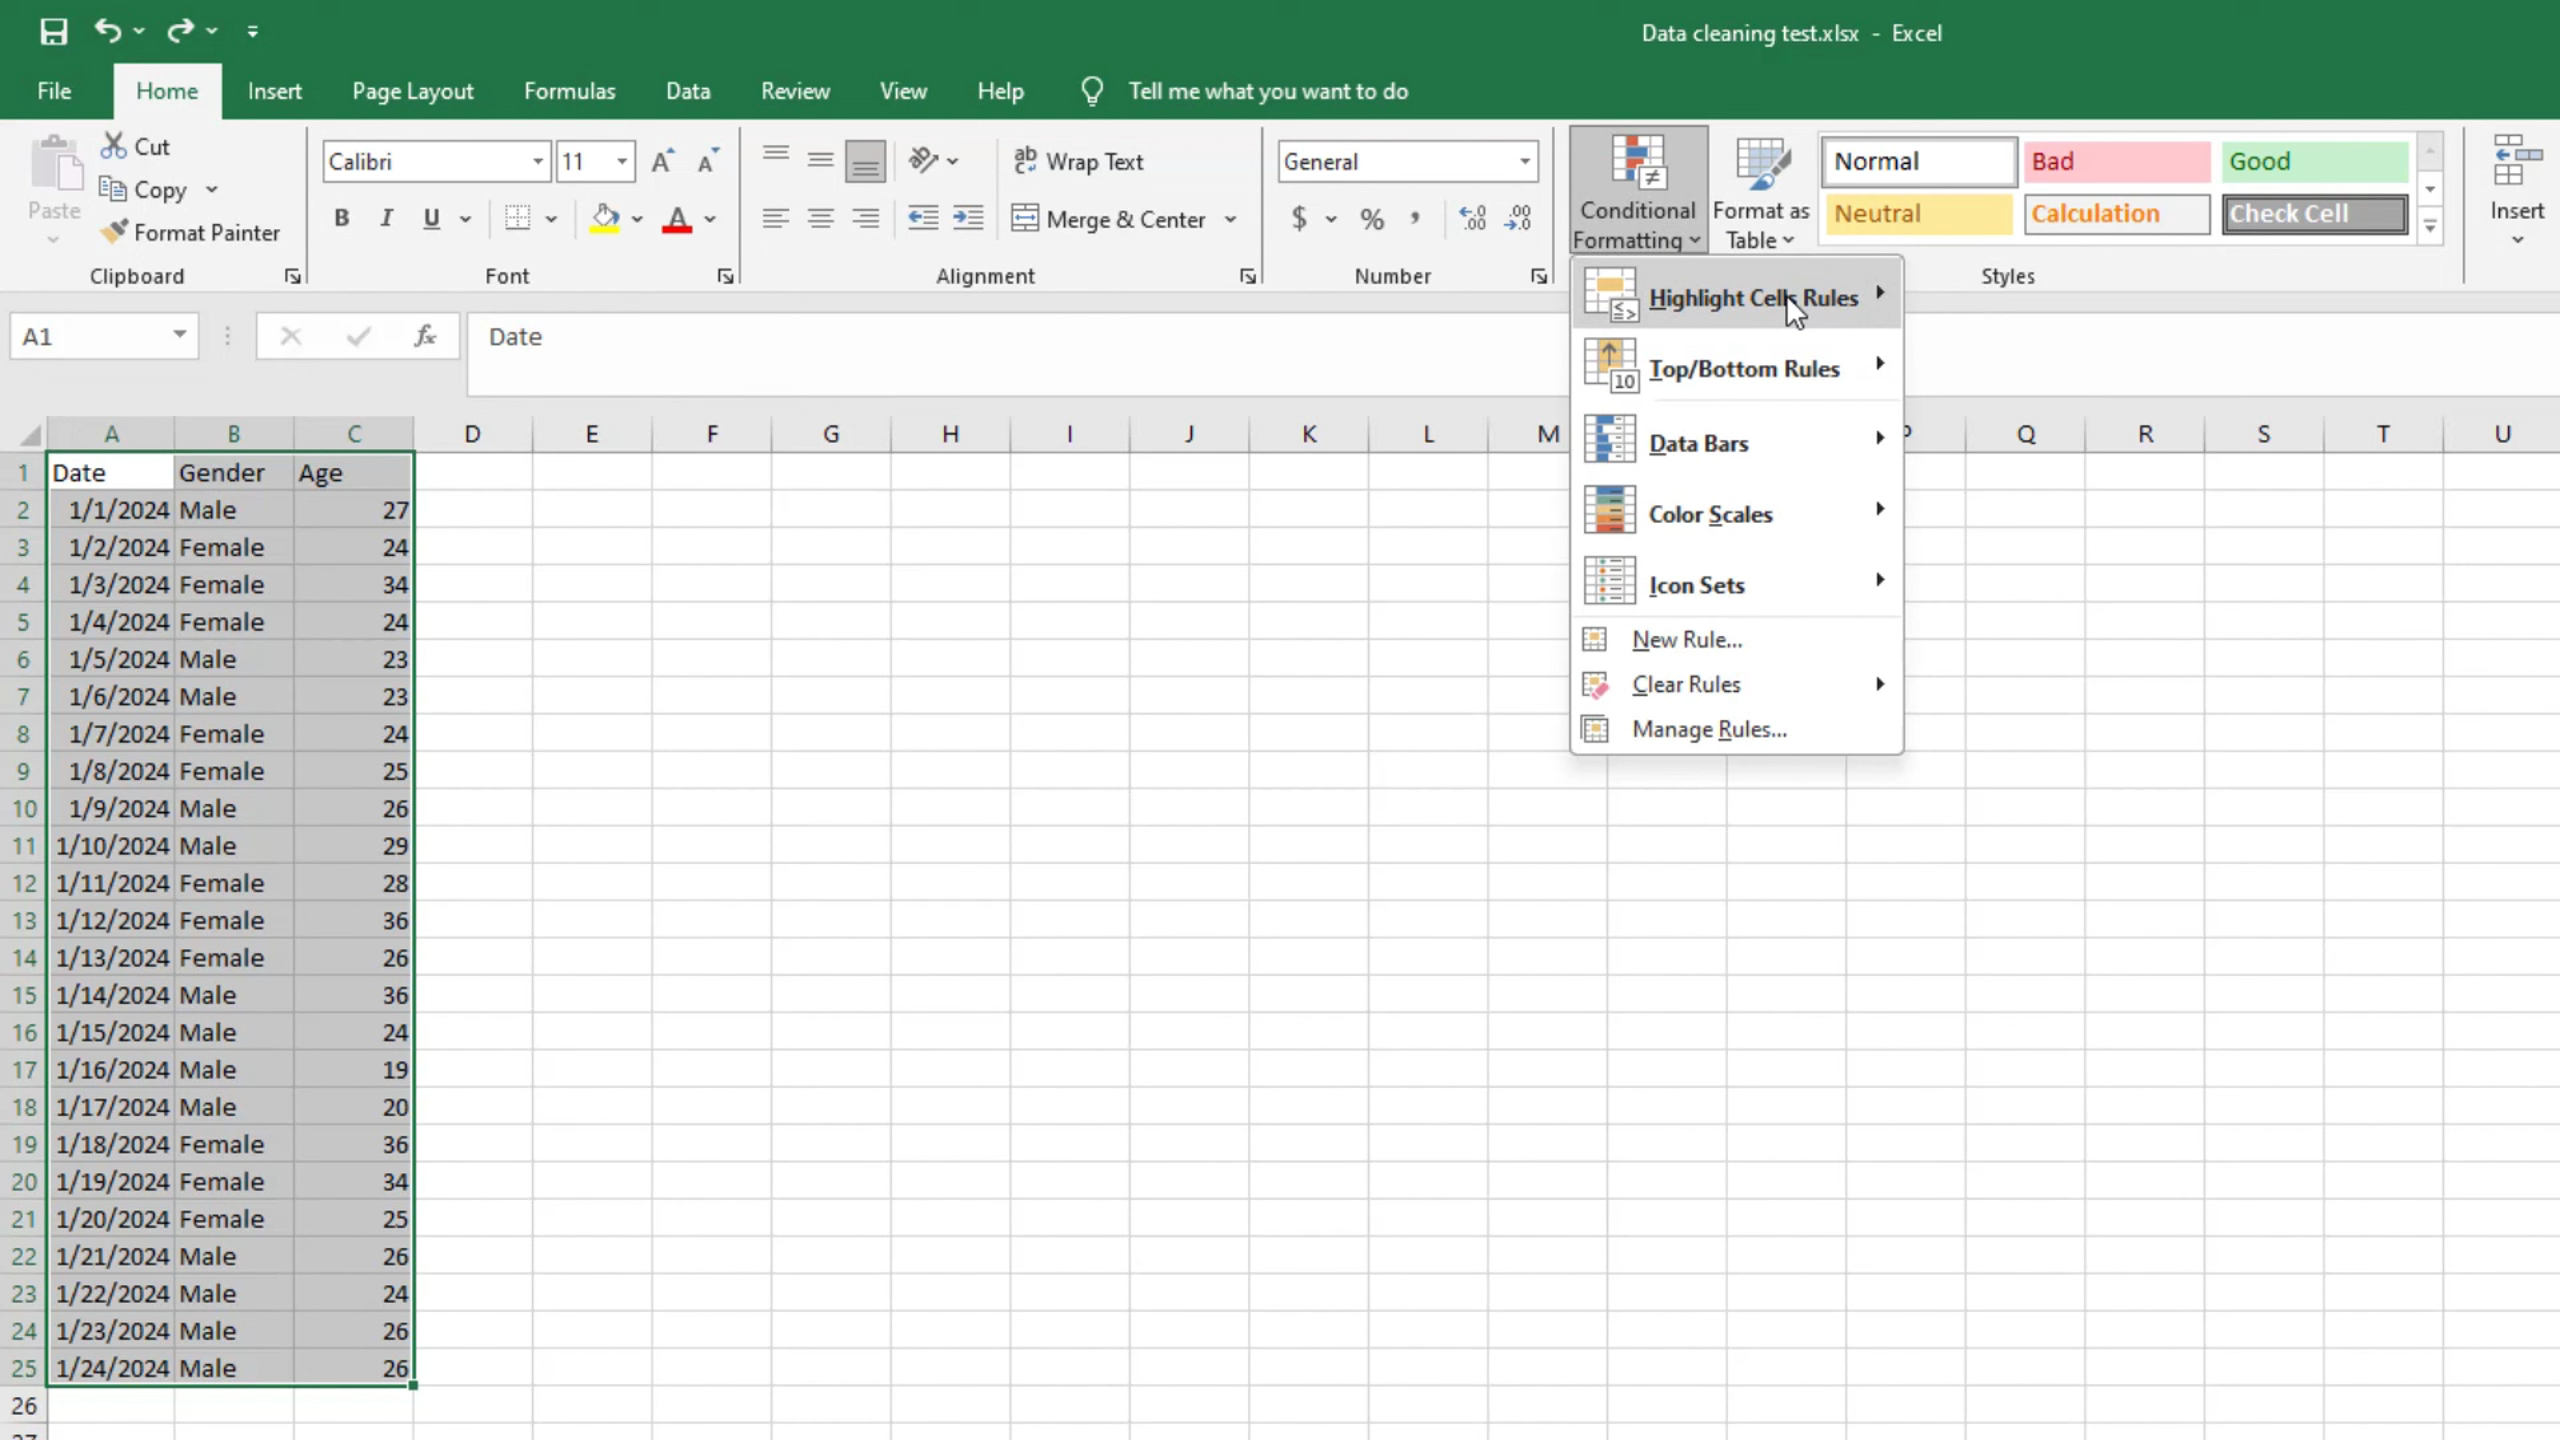 Data cleaning test.xlsx - Excel
File Home Insert Page Layout Formulas Data Review View Help Tell me what you want to do
Paste
Cut
Copy
Format Painter
Clipboard
Calibri 11
B I U
Font
Wrap Text
Merge & Center
Alignment
General
$ % ,
Number
Conditional Formatting
Format as Table
Normal Bad Good
Neutral Calculation Check Cell
Styles
Insert
A1 fx Date
Highlight Cells Rules
Top/Bottom Rules
Data Bars
Color Scales
Icon Sets
New Rule...
Clear Rules
Manage Rules...
A B C D E F G H I J K L M P Q R S T U
1 Date Gender Age
2 1/1/2024 Male 27
3 1/2/2024 Female 24
4 1/3/2024 Female 34
5 1/4/2024 Female 24
6 1/5/2024 Male 23
7 1/6/2024 Male 23
8 1/7/2024 Female 24
9 1/8/2024 Female 25
10 1/9/2024 Male 26
11 1/10/2024 Male 29
12 1/11/2024 Female 28
13 1/12/2024 Female 36
14 1/13/2024 Female 26
15 1/14/2024 Male 36
16 1/15/2024 Male 24
17 1/16/2024 Male 19
18 1/17/2024 Male 20
19 1/18/2024 Female 36
20 1/19/2024 Female 34
21 1/20/2024 Female 25
22 1/21/2024 Male 26
23 1/22/2024 Male 24
24 1/23/2024 Male 26
25 1/24/2024 Male 26
26